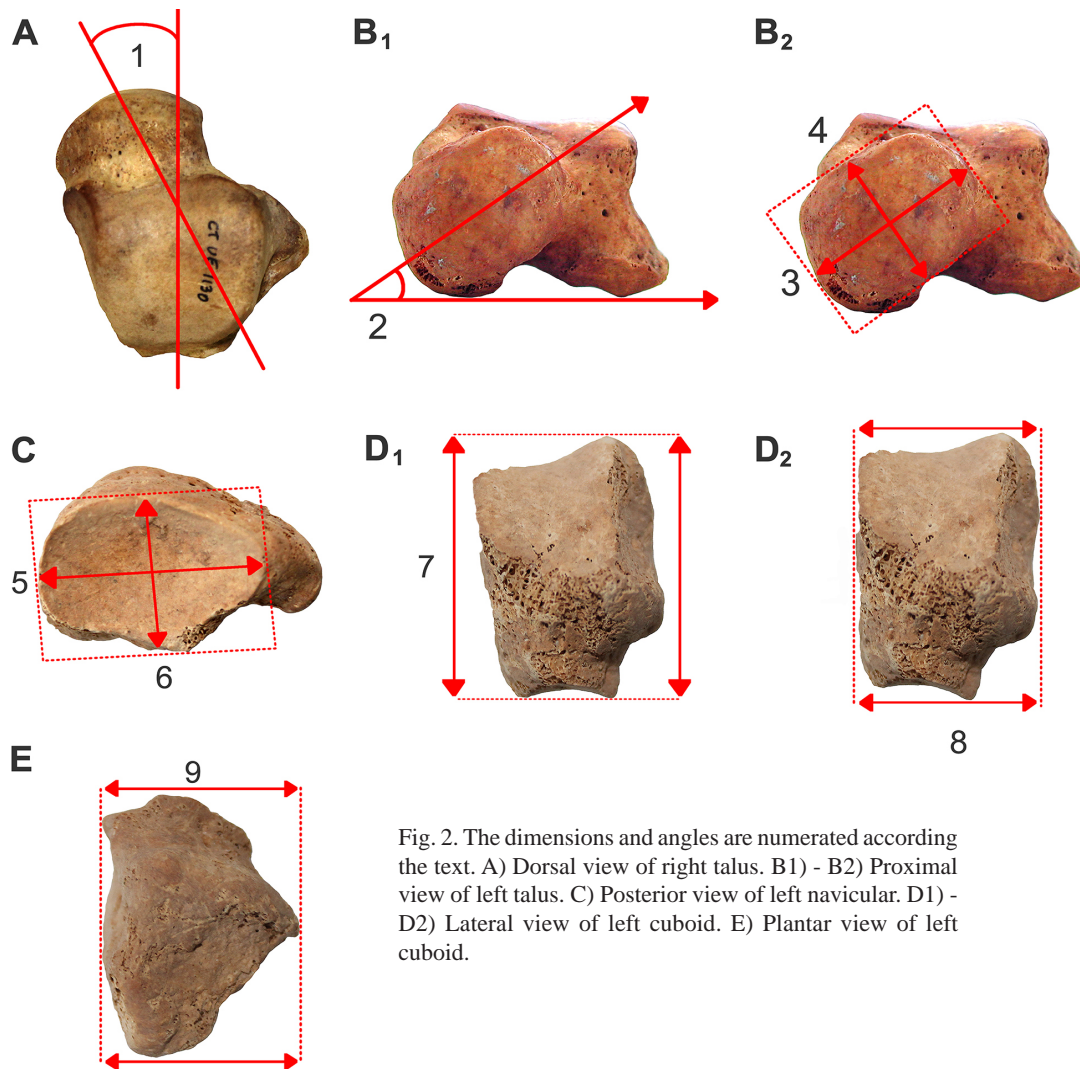 A
1
B1
B2
4
3
2
CT UE 1130
C
5
6
D1
7
D2
8
E
9
Fig. 2. The dimensions and angles are numerated according
the text. A) Dorsal view of right talus. B1) - B2) Proximal
view of left talus. C) Posterior view of left navicular. D1) -
D2) Lateral view of left cuboid. E) Plantar view of left
cuboid.